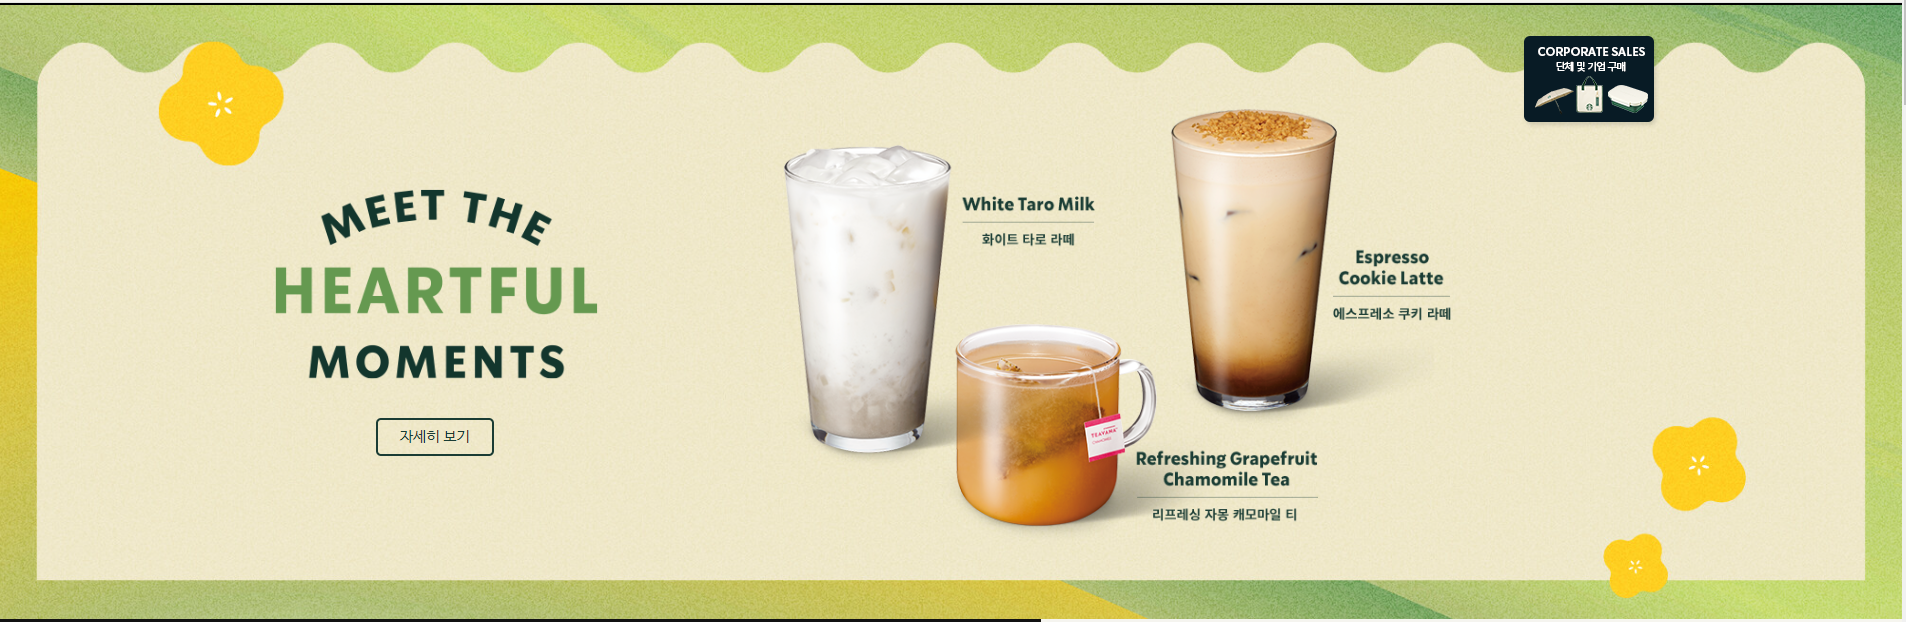 CORPORATE SALES
단체 및 기업 구매
MEET THE
HEARTFUL
MOMENTS
자세히 보기
White Taro Milk
화이트 타로 라떼
Espresso
Cookie Latte
에스프레소 쿠키 라떼
TEAVANA
Refreshing Grapefruit
Chamomile Tea
리프레싱 자몽 캐모마일 티